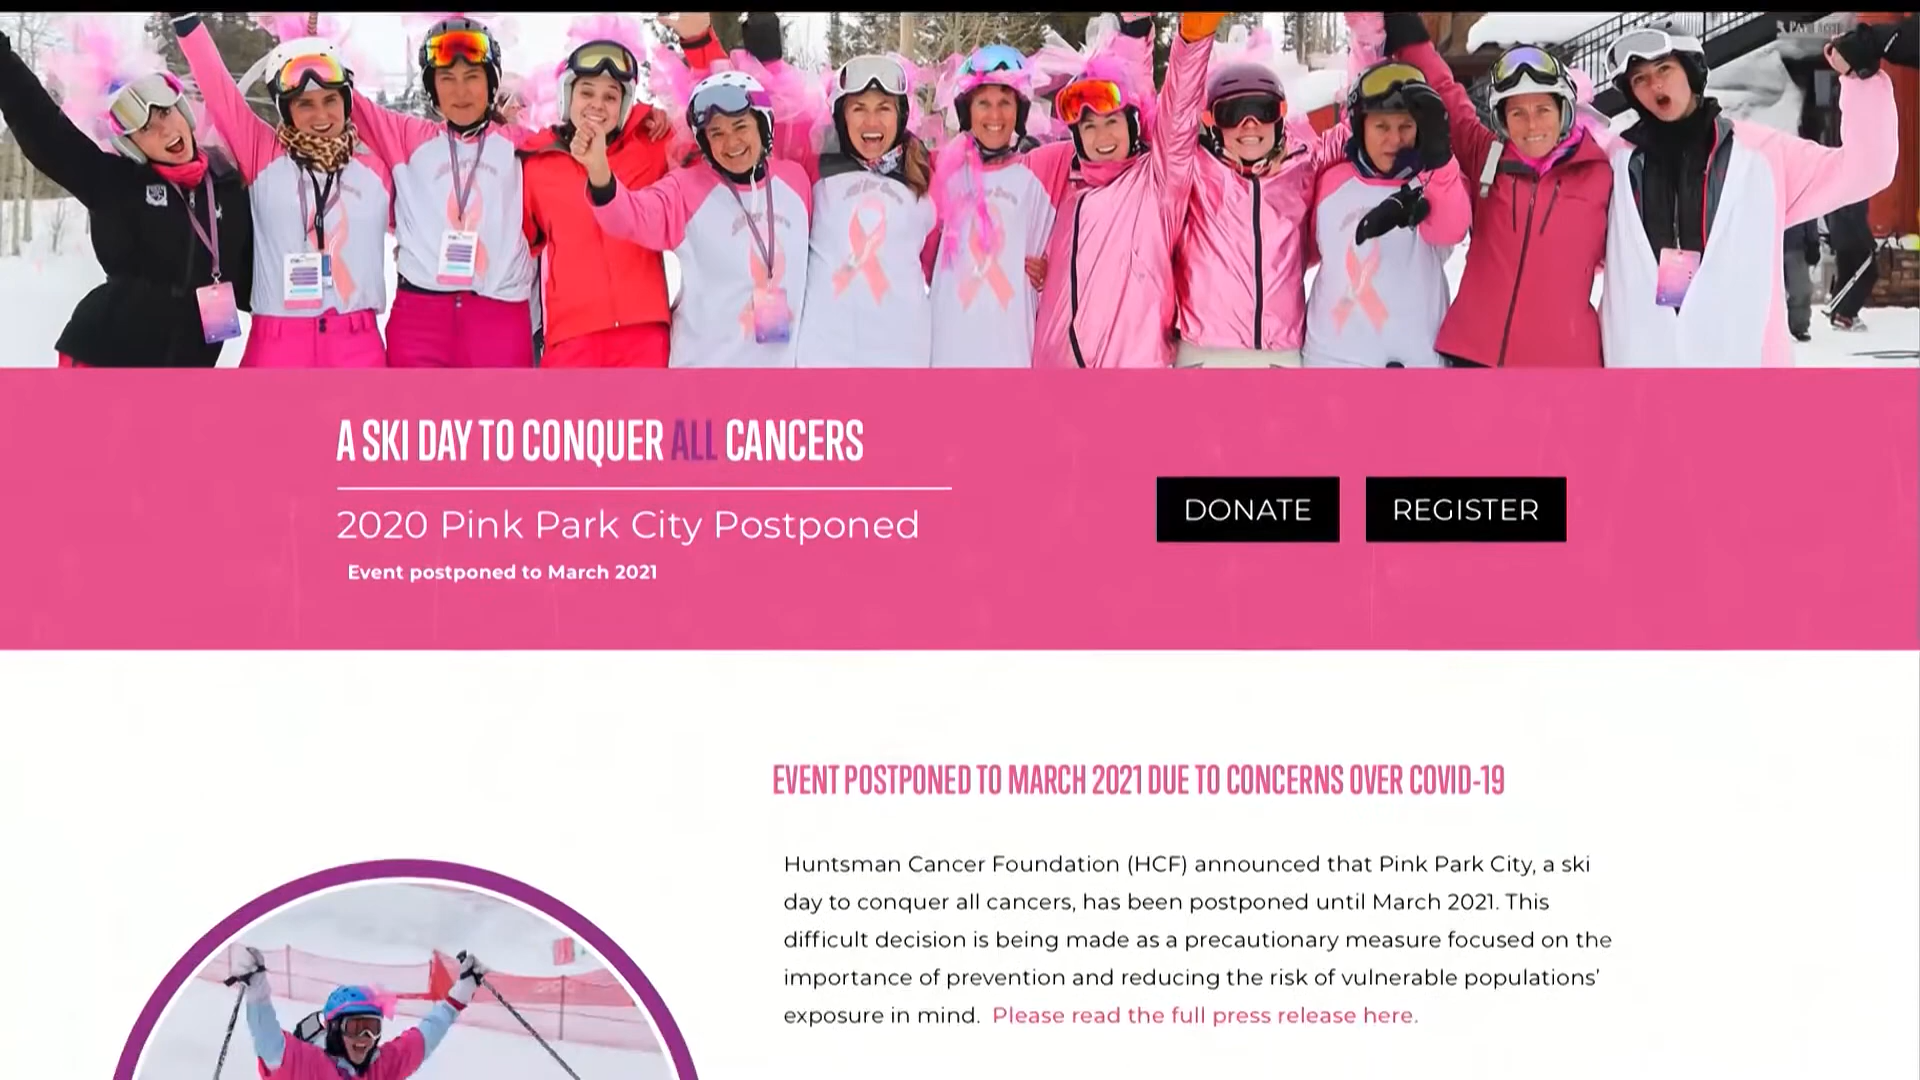 A SKI DAY TO CONQUER ALL CANCERS
2020 Pink Park City Postponed
Event postponed to March 2021
DONATE
REGISTER
EVENT POSTPONED TO MARCH 2021 DUE TO CONCERNS OVER COVID-19
Huntsman Cancer Foundation (HCF) announced that Pink Park City, a ski
day to conquer all cancers, has been postponed until March 2021. This
difficult decision is being made as a precautionary measure focused on the
importance of prevention and reducing the risk of vulnerable populations’
exposure in mind. Please read the full press release here.